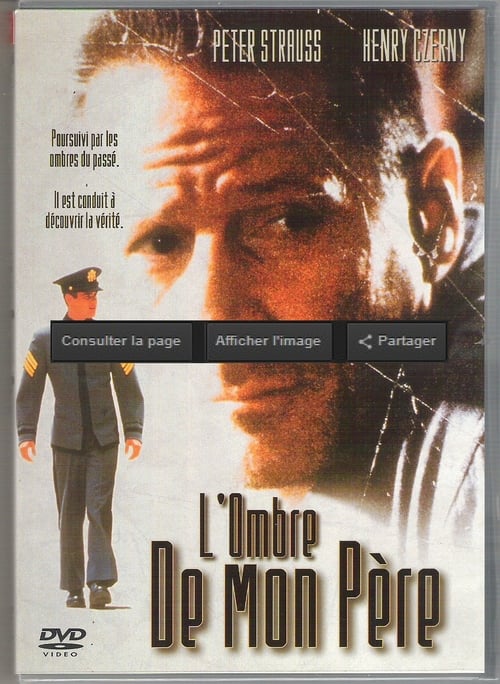 PETER STRAUSS HENRY CZERNY
Poursuivi par les
ombres du passé.
Il est conduit à
découvrir la vérité.
Consulter la page Afficher l'image Partager
L'Ombre
De Mon Père
DVD
VIDEO